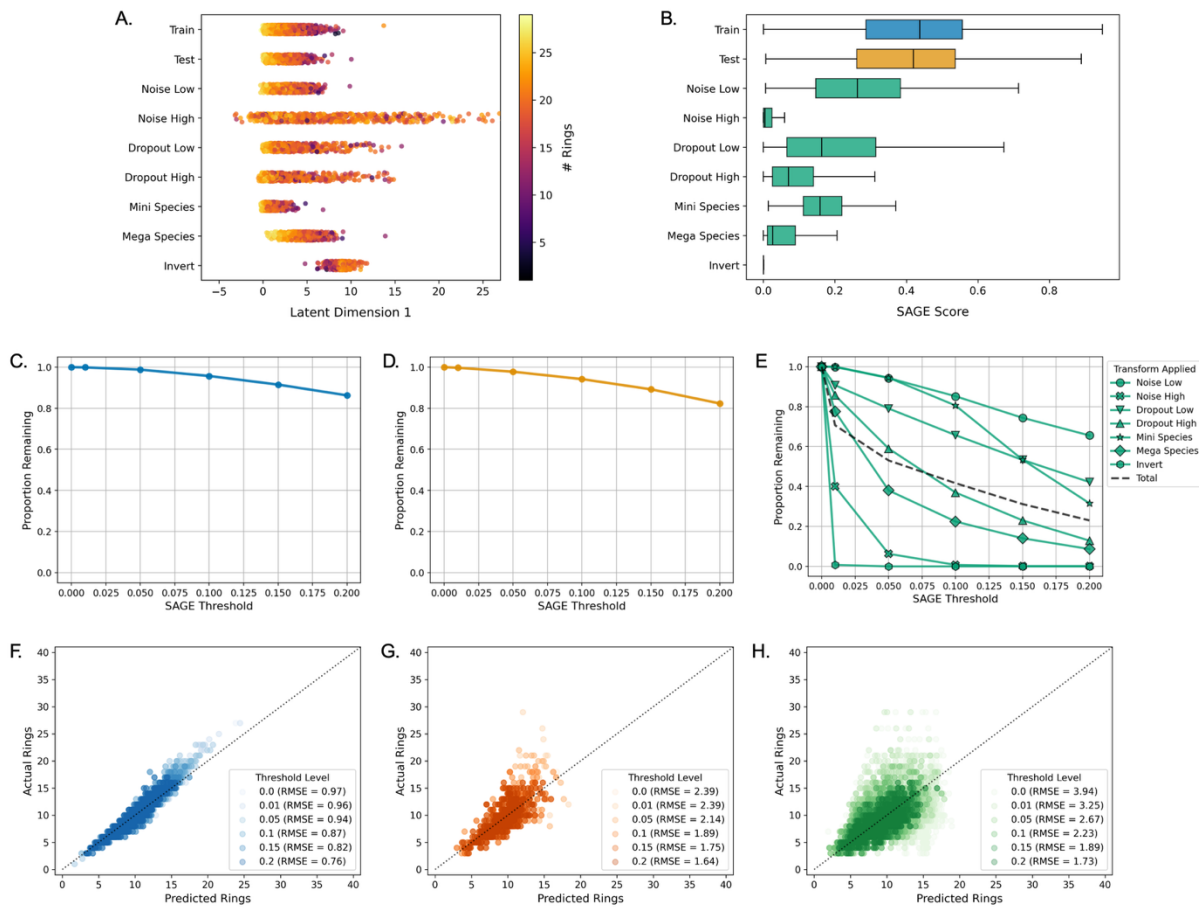 A.
Train
Test
Noise Low
Noise High
Dropout Low
Dropout High
Mini Species
Mega Species
Invert
−5 0 5 10 15 20 25
Latent Dimension 1
25
20
15
10
5
# Rings
B.
Train
Test
Noise Low
Noise High
Dropout Low
Dropout High
Mini Species
Mega Species
Invert
0.0 0.2 0.4 0.6 0.8
SAGE Score
C.
Proportion Remaining
1.0
0.8
0.6
0.4
0.2
0.0
0.000 0.025 0.050 0.075 0.100 0.125 0.150 0.175 0.200
SAGE Threshold
D.
Proportion Remaining
1.0
0.8
0.6
0.4
0.2
0.0
0.000 0.025 0.050 0.075 0.100 0.125 0.150 0.175 0.200
SAGE Threshold
E.
Proportion Remaining
1.0
0.8
0.6
0.4
0.2
0.0
0.000 0.025 0.050 0.075 0.100 0.125 0.150 0.175 0.200
SAGE Threshold
Transform Applied
Noise Low
Noise High
Dropout Low
Dropout High
Mini Species
Mega Species
Invert
Total
F.
Actual Rings
40
35
30
25
20
15
10
5
0
0 5 10 15 20 25 30 35 40
Predicted Rings
Threshold Level
0.0 (RMSE = 0.97)
0.01 (RMSE = 0.96)
0.05 (RMSE = 0.94)
0.1 (RMSE = 0.87)
0.15 (RMSE = 0.82)
0.2 (RMSE = 0.76)
G.
Actual Rings
40
35
30
25
20
15
10
5
0
0 5 10 15 20 25 30 35 40
Predicted Rings
Threshold Level
0.0 (RMSE = 2.39)
0.01 (RMSE = 2.39)
0.05 (RMSE = 2.14)
0.1 (RMSE = 1.89)
0.15 (RMSE = 1.75)
0.2 (RMSE = 1.64)
H.
Actual Rings
40
35
30
25
20
15
10
5
0
0 5 10 15 20 25 30 35 40
Predicted Rings
Threshold Level
0.0 (RMSE = 3.94)
0.01 (RMSE = 3.25)
0.05 (RMSE = 2.67)
0.1 (RMSE = 2.23)
0.15 (RMSE = 1.89)
0.2 (RMSE = 1.73)